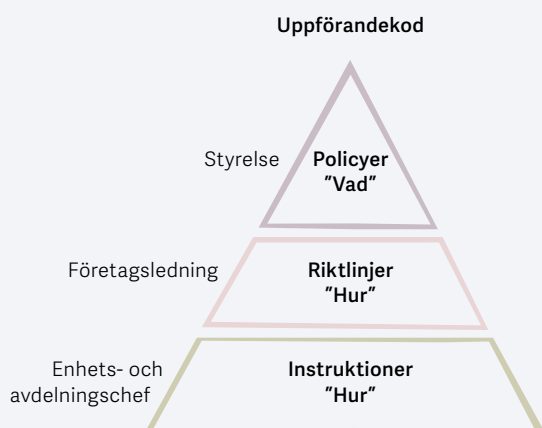 Uppförandekod
Styrelse
Policyer
”Vad”
Företagsledning
Riktlinjer
”Hur”
Enhets- och
avdelningschef
Instruktioner
”Hur”